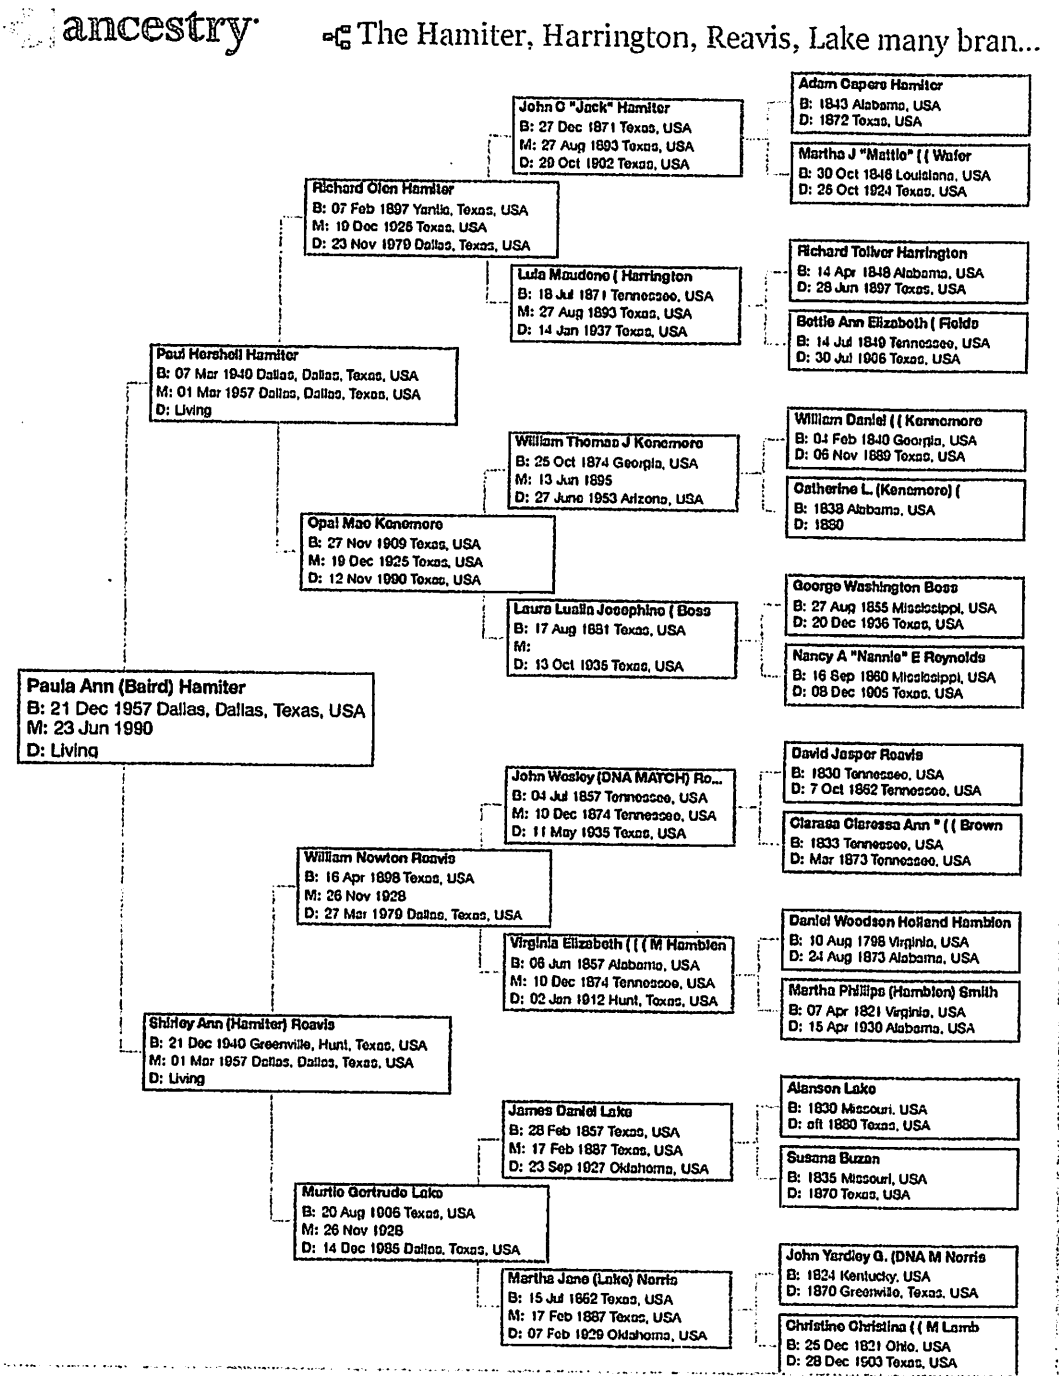 ancestry
The Hamiter, Harrington, Reavis, Lake many bran...
Adam Capers Hamiter
B: 1843 Alabama, USA
D: 1872 Texas, USA
John C "Jack" Hamiter
B: 27 Dec 1871 Texas, USA
M: 27 Aug 1893 Texas, USA
D: 29 Oct 1902 Texas, USA
Martha J "Mattie" ( ( Wafer
B: 30 Oct 1846 Louisiana, USA
D: 26 Oct 1924 Texas, USA
Richard Olen Hamiter
B: 07 Feb 1897 Yantis, Texas, USA
M: 19 Dec 1925 Texas, USA
D: 23 Nov 1979 Dallas, Texas, USA
Richard Toliver Harrington
B: 14 Apr 1848 Alabama, USA
D: 28 Jun 1897 Texas, USA
Lula Maudene ( Harrington
B: 18 Jul 1871 Tennessee, USA
M: 27 Aug 1893 Texas, USA
D: 14 Jan 1937 Texas, USA
Bettie Ann Elizabeth ( Fields
B: 14 Jul 1849 Tennessee, USA
D: 30 Jul 1906 Texas, USA
Paul Hershell Hamiter
B: 07 Mar 1940 Dallas, Dallas, Texas, USA
M: 01 Mar 1957 Dallas, Dallas, Texas, USA
D: Living
William Daniel ( ( Kennemore
B: 04 Feb 1840 Georgia, USA
D: 06 Nov 1889 Texas, USA
William Thomas J Kenemore
B: 25 Oct 1874 Georgia, USA
M: 13 Jun 1895
D: 27 June 1953 Arizona, USA
Catherine L. (Kenemore) (
B: 1838 Alabama, USA
D: 1880
Opal Mae Kenemore
B: 27 Nov 1909 Texas, USA
M: 19 Dec 1925 Texas, USA
D: 12 Nov 1990 Texas, USA
George Washington Boss
B: 27 Aug 1855 Mississippi, USA
D: 20 Dec 1936 Texas, USA
Laura Luella Josephine ( Boss
B: 17 Aug 1881 Texas, USA
M:
D: 13 Oct 1935 Texas, USA
Nancy A "Nannie" E Reynolds
B: 16 Sep 1860 Mississippi, USA
D: 08 Dec 1905 Texas, USA
Paula Ann (Baird) Hamiter
B: 21 Dec 1957 Dallas, Dallas, Texas, USA
M: 23 Jun 1990
D: Living
David Jasper Reavis
B: 1830 Tennessee, USA
D: 7 Oct 1862 Tennessee, USA
John Wesley (DNA MATCH) Re...
B: 04 Jul 1857 Tennessee, USA
M: 10 Dec 1874 Tennessee, USA
D: 11 May 1935 Texas, USA
Clarasa Claressa Ann " ( ( Brown
B: 1833 Tennessee, USA
D: Mar 1873 Tennessee, USA
William Newton Reavis
B: 16 Apr 1898 Texas, USA
M: 26 Nov 1928
D: 27 Mar 1979 Dallas, Texas, USA
Daniel Woodson Holland Hamblen
B: 10 Aug 1798 Virginia, USA
D: 24 Aug 1873 Alabama, USA
Virginia Elizabeth ( ( ( M Hamblen
B: 06 Jun 1857 Alabama, USA
M: 10 Dec 1874 Tennessee, USA
D: 02 Jan 1912 Hunt, Texas, USA
Martha Phillips (Hamblen) Smith
B: 07 Apr 1821 Virginia, USA
D: 15 Apr 1930 Alabama, USA
Shirley Ann (Hamiter) Reavis
B: 21 Dec 1940 Greenville, Hunt, Texas, USA
M: 01 Mar 1957 Dallas, Dallas, Texas, USA
D: Living
Alanson Lake
B: 1830 Missouri, USA
D: aft 1880 Texas, USA
James Daniel Lake
B: 28 Feb 1857 Texas, USA
M: 17 Feb 1887 Texas, USA
D: 23 Sep 1927 Oklahoma, USA
Susana Buzan
B: 1835 Missouri, USA
D: 1870 Texas, USA
Murtie Gertrude Lake
B: 20 Aug 1906 Texas, USA
M: 26 Nov 1928
D: 14 Dec 1985 Dallas, Texas, USA
John Yardley G. (DNA M Norris
B: 1824 Kentucky, USA
D: 1870 Greenville, Texas, USA
Martha Jane (Lake) Norris
B: 15 Jul 1862 Texas, USA
M: 17 Feb 1887 Texas, USA
D: 07 Feb 1929 Oklahoma, USA
Christine Christina ( ( M Lamb
B: 25 Dec 1821 Ohio, USA
D: 28 Dec 1903 Texas, USA